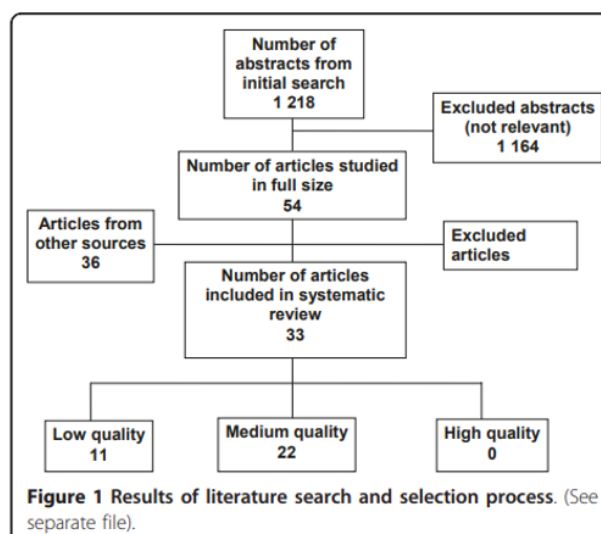 Number of
abstracts from
initial search
1 218
Excluded abstracts
(not relevant)
1 164
Number of articles studied
in full size
54
Articles from
other sources
36
Excluded
articles
Number of articles
included in systematic
review
33
Low quality
11
Medium quality
22
High quality
0
Figure 1 Results of literature search and selection process. (See
separate file).